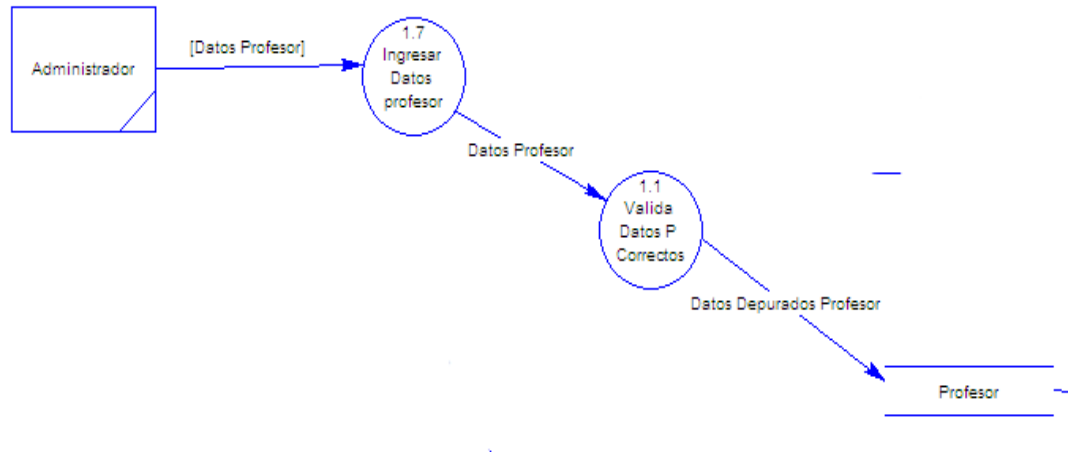 Administrador
[Datos Profesor]
1.7
Ingresar
Datos
profesor
Datos Profesor
1.1
Valida
Datos P
Correctos
Datos Depurados Profesor
Profesor